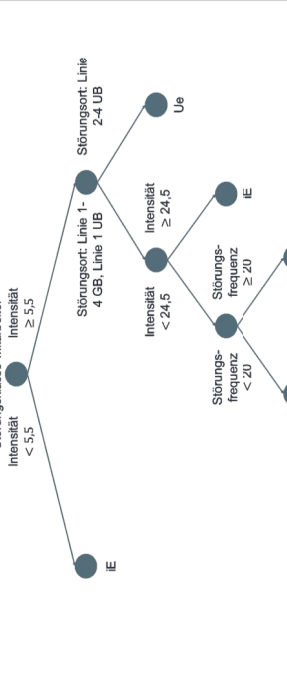 Intensität
< 5,5
Intensität
≥ 5,5
iE
Störungsort: Linie 1-
4 GB, Linie 1 UB
Störungsort: Linie
2-4 UB
Intensität
< 24,5
Intensität
≥ 24,5
Ue
Störungs-
frequenz
< 20
Störungs-
frequenz
≥ 20
iE